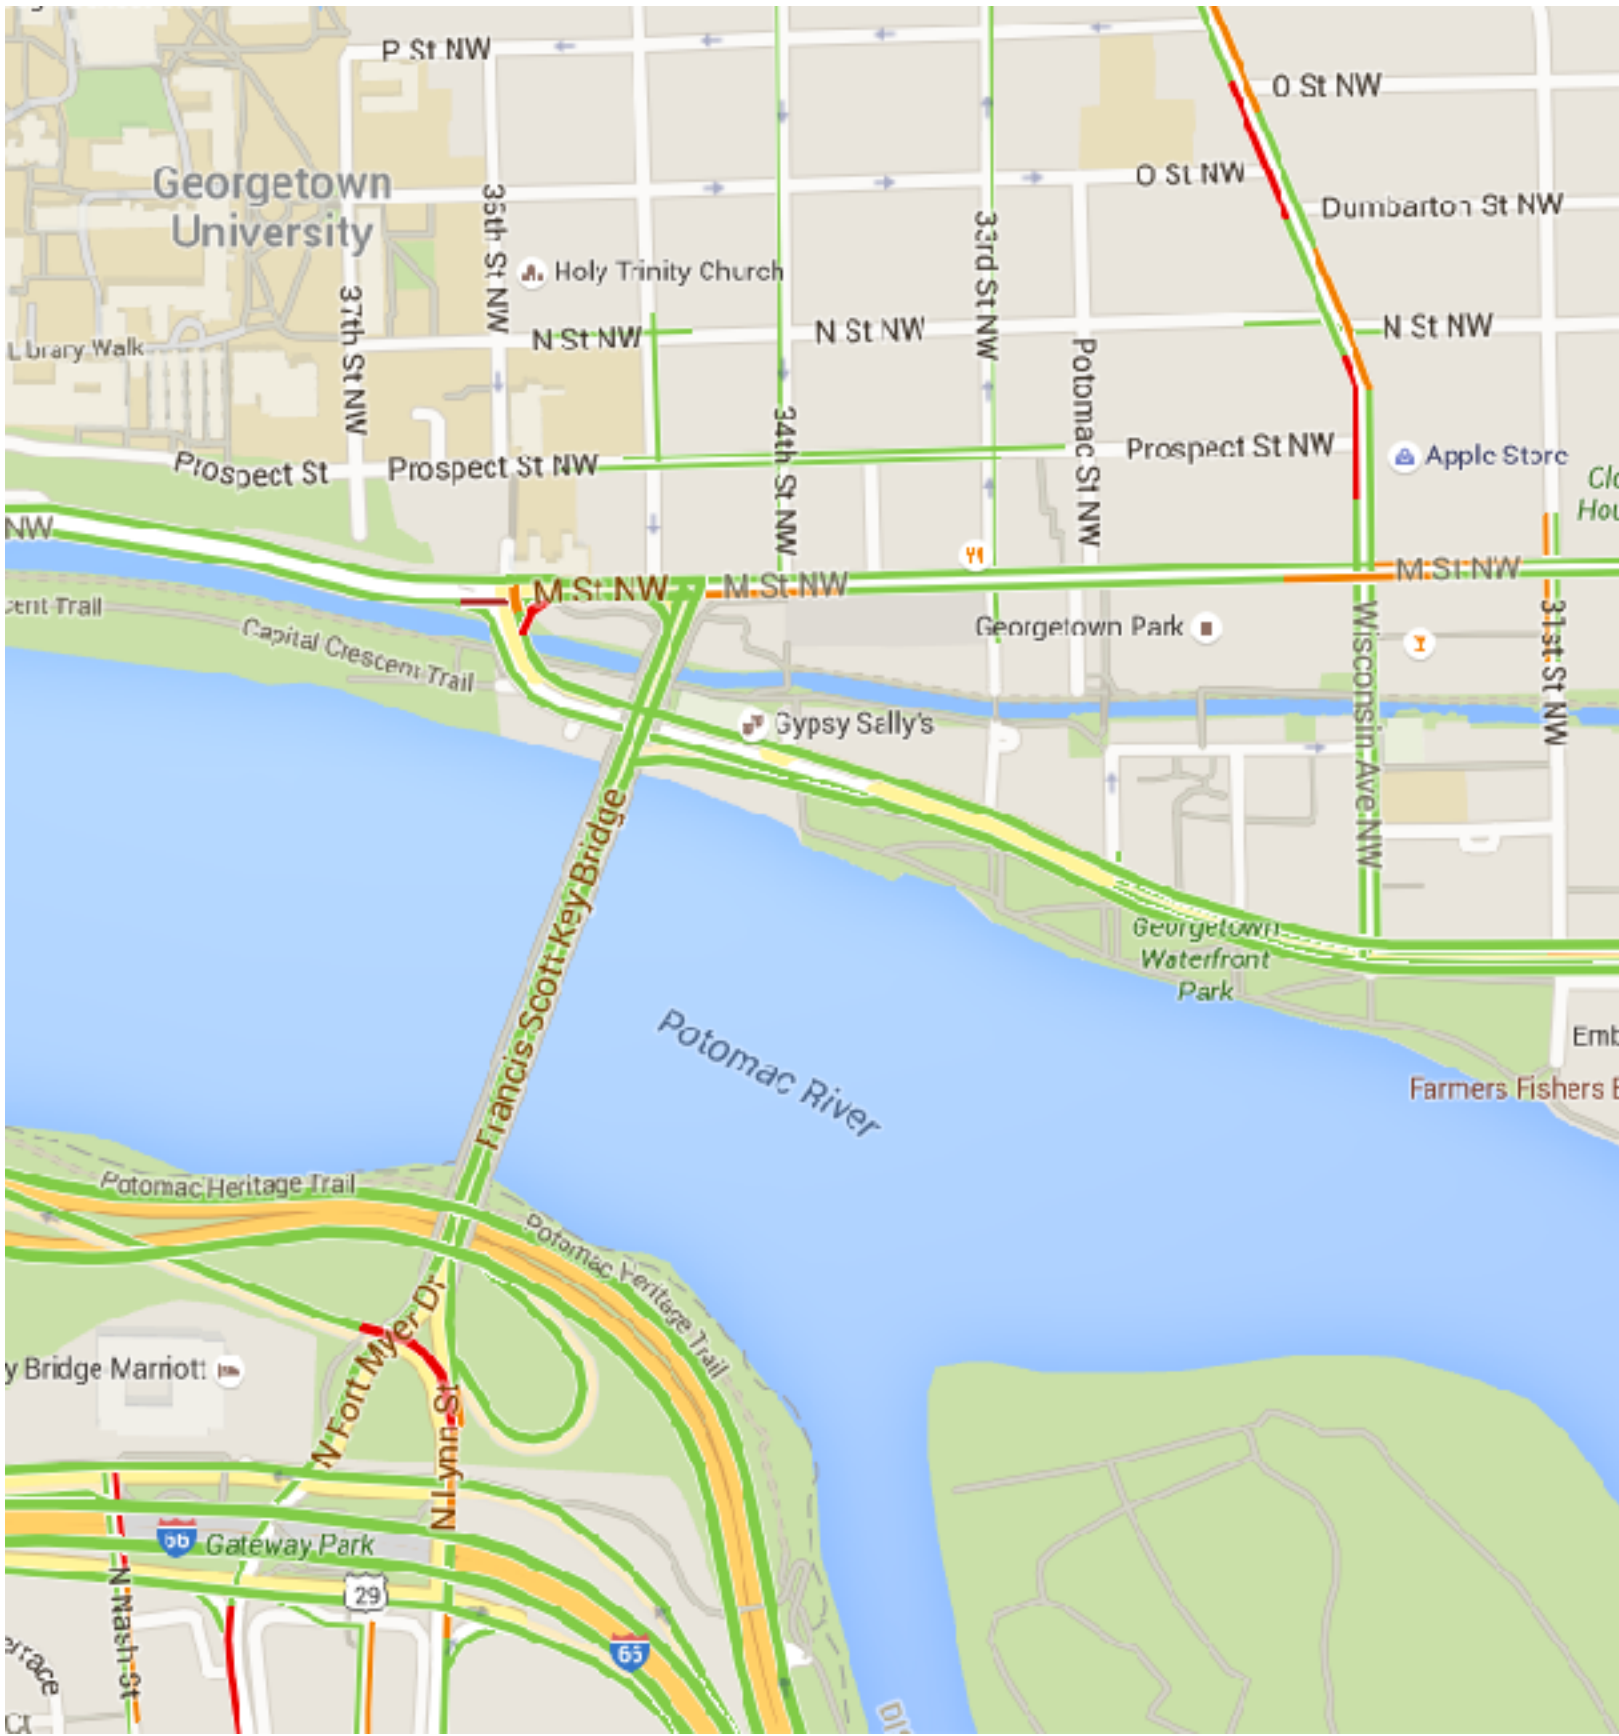 P St NW
O St NW
O St NW
Georgetown
University
Dumbarton St NW
35th St NW
33rd St NW
Holy Trinity Church
37th St NW
N St NW
N St NW
N St NW
Library Walk
Potomac St NW
34th St NW
Prospect St
Prospect St NW
Prospect St NW
Apple Store
NW
M St NW
M St NW
M St NW
Capital Crescent Trail
Georgetown Park
Wisconsin Ave NW
31st St NW
Gypsy Sally's
Francis Scott Key Bridge
Georgetown
Waterfront
Park
Potomac River
Farmers Fishers
Potomac Heritage Trail
Potomac Heritage Trail
N Fort Myer Dr
y Bridge Marriott
N Lynn St
66
Gateway Park
29
N Nash St
66